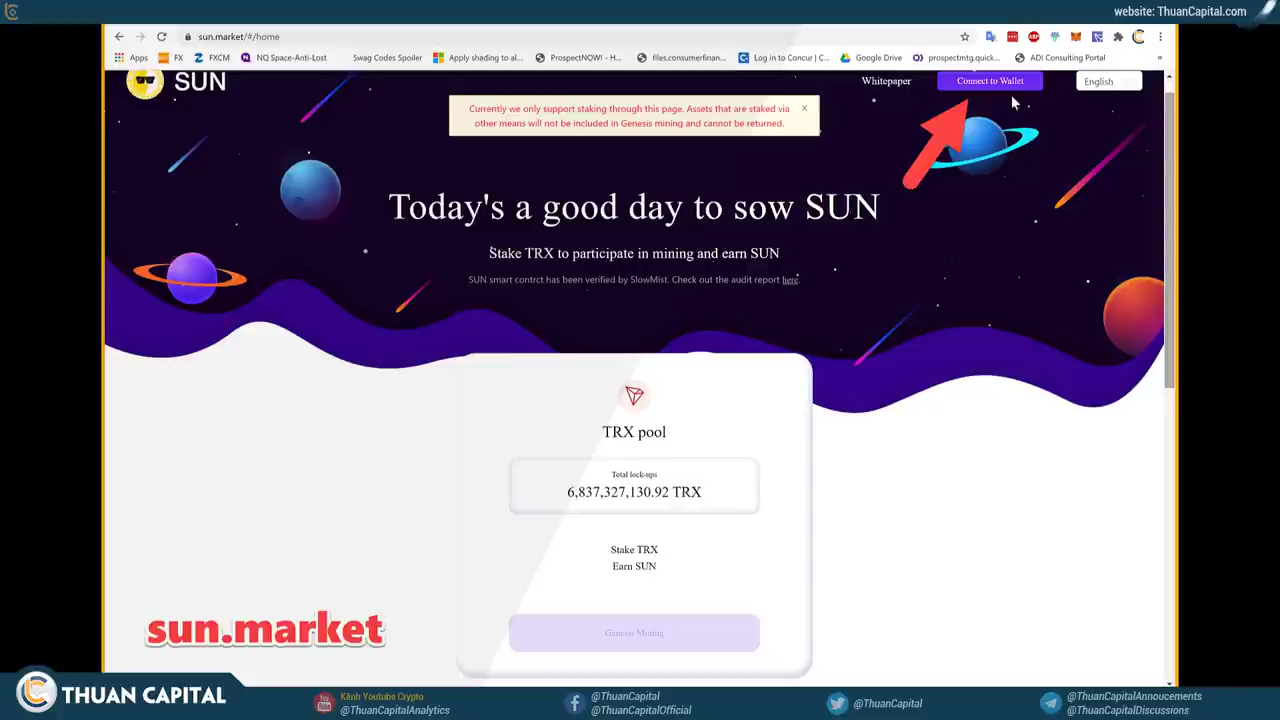 website: ThuanCapital.com
sun.market/#/home
Apps
FX
FXCM
NQ Space-Anti-Lost
Swag Codes Spoiler
Apply shading to al...
ProspectNOW! - H...
files.consumerfinan...
Log in to Concur | C...
Google Drive
prospectmtg.quick...
ADI Consulting Portal
»
SUN
Whitepaper
Connect to Wallet
English
Currently we only support staking through this page. Assets that are staked via
other means will not be included in Genesis mining and cannot be returned.
Today's a good day to sow SUN
Stake TRX to participate in mining and earn SUN
SUN smart contrct has been verified by SlowMist. Check out the audit report here.
TRX pool
Total lock-ups
6,837,327,130.92 TRX
Stake TRX
Earn SUN
Genesis Mining
sun.market
THUAN CAPITAL
Kênh Youtube Crypto
@ThuanCapitalAnalytics
@ThuanCapital
@ThuanCapitalOfficial
@ThuanCapital
@ThuanCapitalAnnoucements
@ThuanCapitalDiscussions